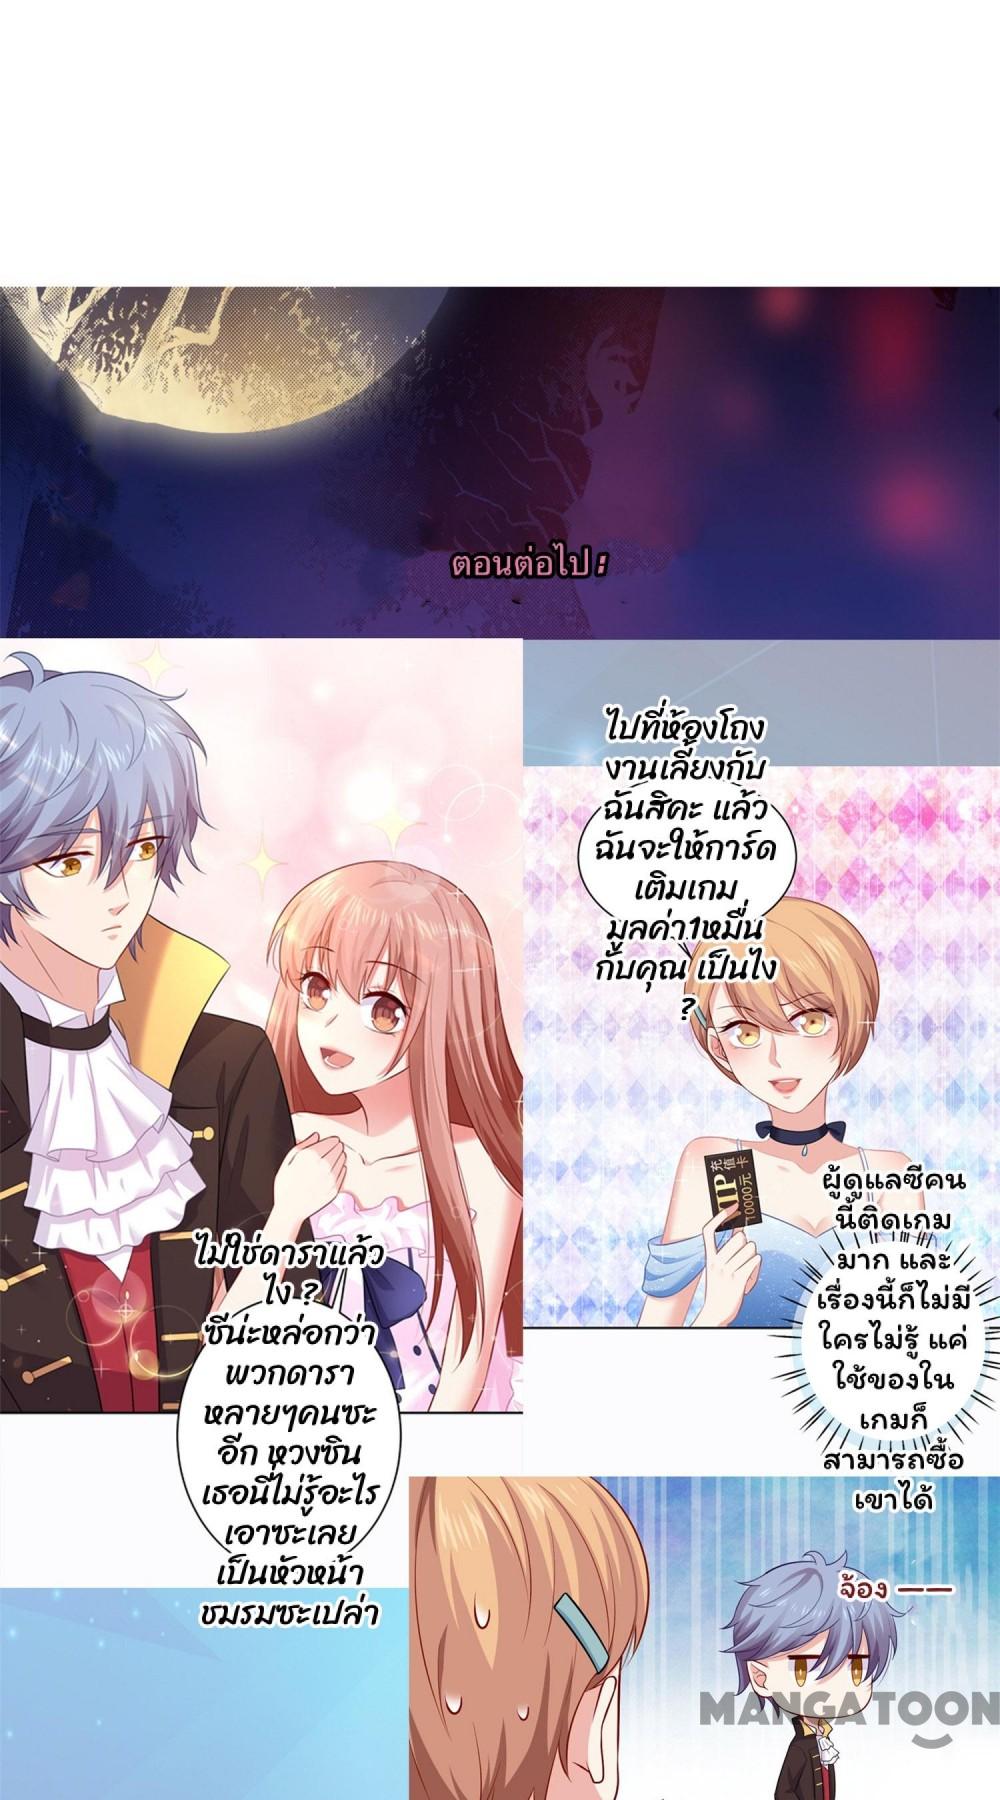 ตอนต่อไป :
ไปที่ห้องโถง
งานเลี้ยงกับ
ฉันสิคะ แล้ว
ฉันจะให้การ์ด
เติมเกม
มูลค่า1หมื่น
กับคุณ เป็นไง
?
充值卡
VIP
10000元
ผู้ดูแลซีคน
นี้ติดเกม
มาก และ
เรื่องนี้ก็ไม่มี
ใครไม่รู้ แค่
ใช้ของใน
เกมก็
สามารถซื้อ
เขาได้
ไม่ใช่ดาราแล้ว
ไง ?
ซีน่ะหล่อกว่า
พวกดารา
หลายๆคนซะ
อีก หวงซิน
เธอนี่ไม่รู้อะไร
เอาซะเลย
เป็นหัวหน้า
ชมรมซะเปล่า
จ้อง ——
MANGATOON